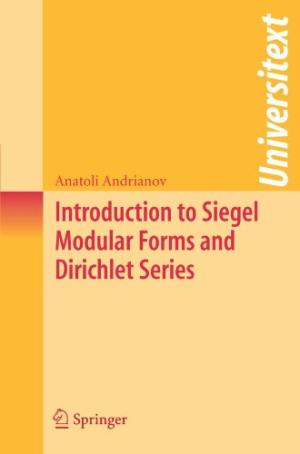 Universitext
Anatoli Andrianov
Introduction to Siegel
Modular Forms and
Dirichlet Series
Springer